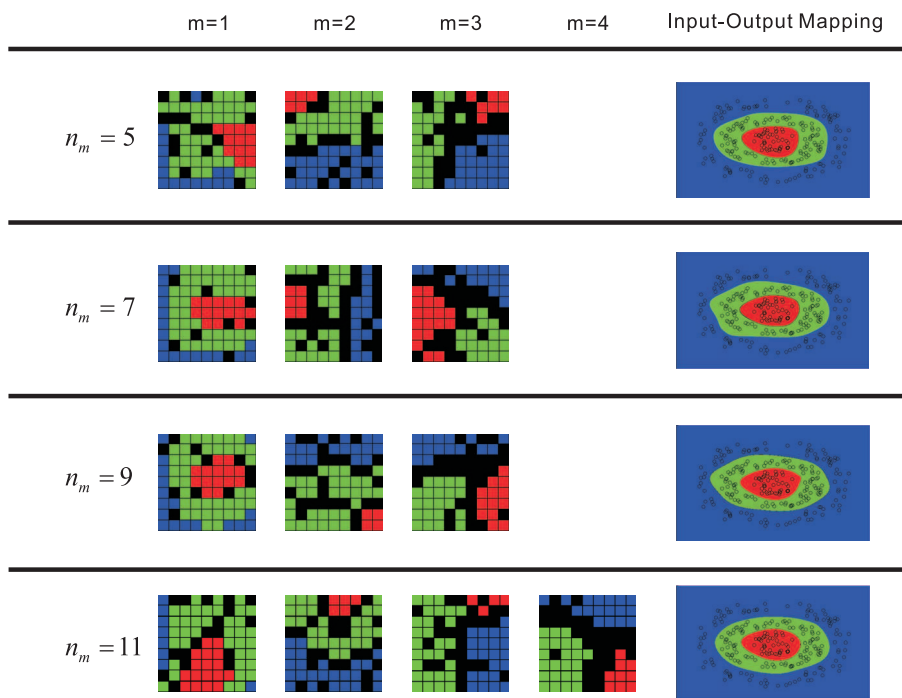 m=1 m=2 m=3 m=4 Input-Output Mapping
n_m = 5
n_m = 7
n_m = 9
n_m = 11